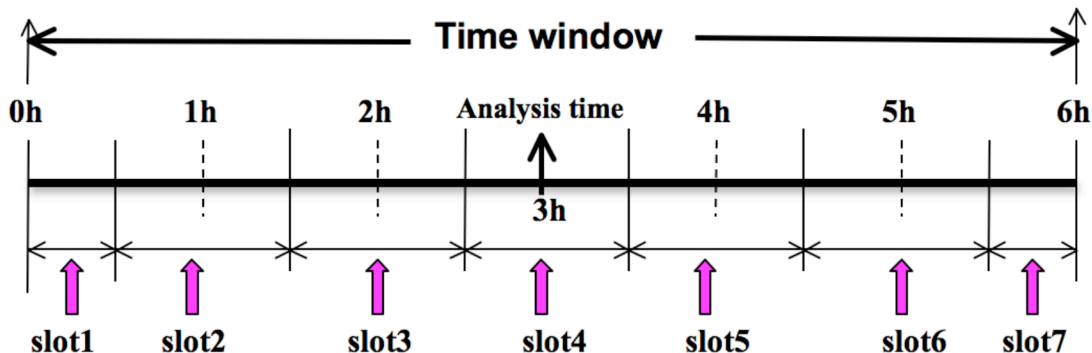 Time window
0h 1h 2h Analysis time 4h 5h 6h
3h
slot1 slot2 slot3 slot4 slot5 slot6 slot7